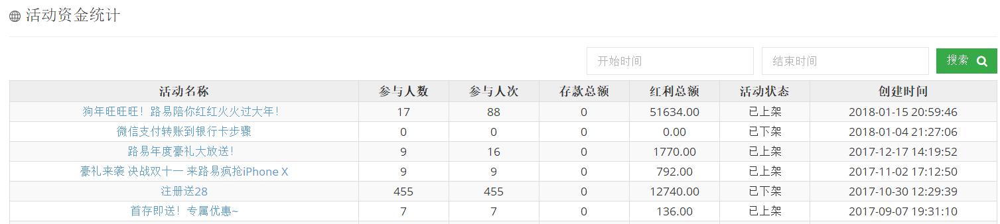 活动资金统计
开始时间 结束时间 搜索
活动名称 参与人数 参与人次 存款总额 红利总额 活动状态 创建时间
狗年旺旺旺！路易陪你红红火火过大年！ 17 88 0 51634.00 已上架 2018-01-15 20:59:46
微信支付转账到银行卡步骤 0 0 0 0.00 已下架 2018-01-04 21:27:06
路易年度豪礼大放送！ 9 16 0 1770.00 已上架 2017-12-17 14:19:52
豪礼来袭 决战双十一 来路易疯抢iPhone X 9 9 0 792.00 已上架 2017-11-02 17:12:50
注册送28 455 455 0 12740.00 已下架 2017-10-30 12:29:39
首存即送！专属优惠~ 7 7 0 136.00 已上架 2017-09-07 19:31:10